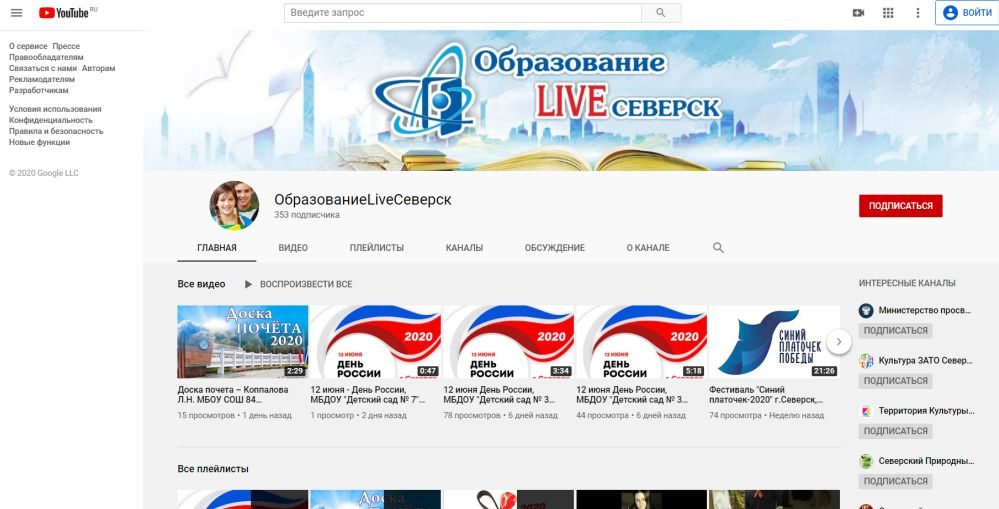 YouTube RU
Введите запрос
ВОЙТИ
О сервисе Прессе
Правообладателям
Связаться с нами Авторам
Рекламодателям
Разработчикам
Условия использования
Конфиденциальность
Правила и безопасность
Новые функции
© 2020 Google LLC
Образование
LIVE СЕВЕРСК
ОбразованиеLiveСеверск
353 подписчика
ПОДПИСАТЬСЯ
ГЛАВНАЯ ВИДЕО ПЛЕЙЛИСТЫ КАНАЛЫ ОБСУЖДЕНИЕ О КАНАЛЕ
Все видео ВОСПРОИЗВЕСТИ ВСЕ
Доска
ПОЧЁТА
2020
2:29
Доска почета – Коппалова
Л.Н. МБОУ СОШ 84...
15 просмотров • 1 день назад
2020
12 ИЮНЯ
ДЕНЬ
РОССИИ
0:47
12 июня - День России,
МБДОУ "Детский сад № 7"...
1 просмотр • 2 дня назад
2020
12 ИЮНЯ
ДЕНЬ
РОССИИ
3:34
12 июня День России,
МБДОУ "Детский сад № 3...
78 просмотров • 6 дней назад
2020
12 ИЮНЯ
ДЕНЬ
РОССИИ
5:18
12 июня День России,
МБДОУ "Детский сад № 3...
44 просмотра • 6 дней назад
СИНИЙ
ПЛАТОЧЕК
ПОБЕДЫ
21:26
Фестиваль "Синий
платочек-2020" г.Северск,...
74 просмотра • Неделю назад
ИНТЕРЕСНЫЕ КАНАЛЫ
Министерство просв...
ПОДПИСАТЬСЯ
Культура ЗАТО Север...
ПОДПИСАТЬСЯ
Территория Культуры...
ПОДПИСАТЬСЯ
Северский Природны...
ПОДПИСАТЬСЯ
Все плейлисты
2020
Доска